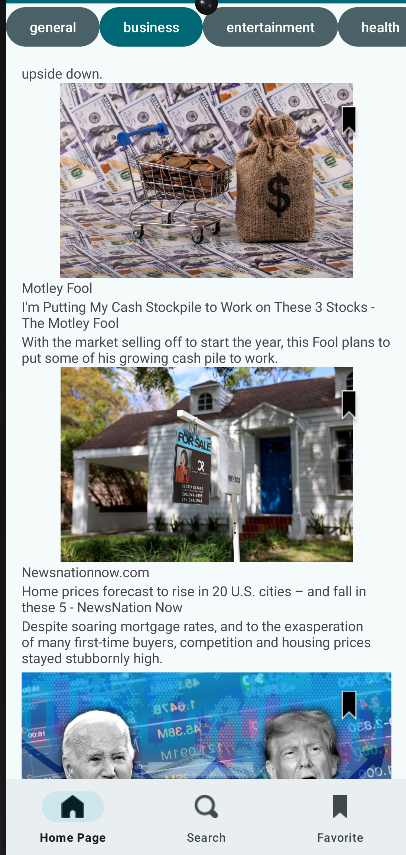 general business entertainment health
upside down.
$
Motley Fool
I'm Putting My Cash Stockpile to Work on These 3 Stocks -
The Motley Fool
With the market selling off to start the year, this Fool plans to
put some of his growing cash pile to work.
FOR SALE
Newsnationnow.com
Home prices forecast to rise in 20 U.S. cities – and fall in
these 5 - NewsNation Now
Despite soaring mortgage rates, and to the exasperation
of many first-time buyers, competition and housing prices
stayed stubbornly high.
Home Page Search Favorite